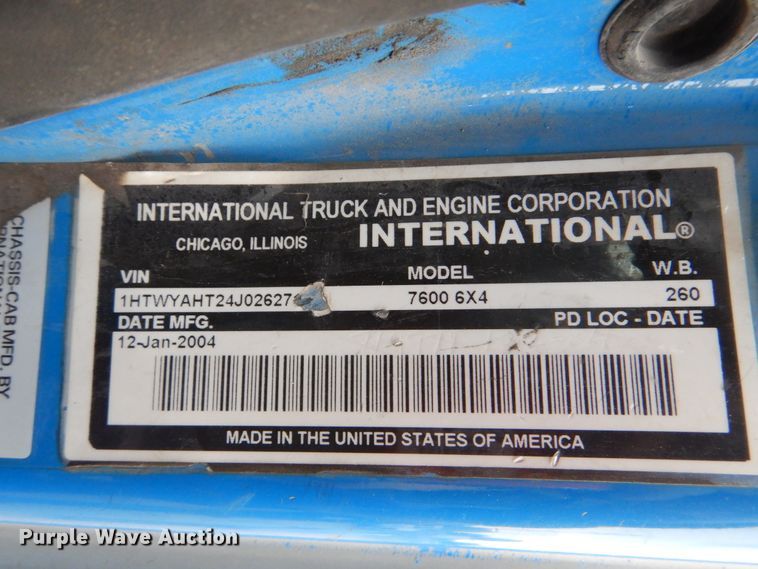 INTERNATIONAL TRUCK AND ENGINE CORPORATION
CHICAGO, ILLINOIS INTERNATIONAL®
VIN MODEL W.B.
1HTWYAHT24J02627 7600 6X4 260
DATE MFG. PD LOC - DATE
12-Jan-2004
MADE IN THE UNITED STATES OF AMERICA
CHASSIS-CAB MFD. BY
Purple Wave Auction